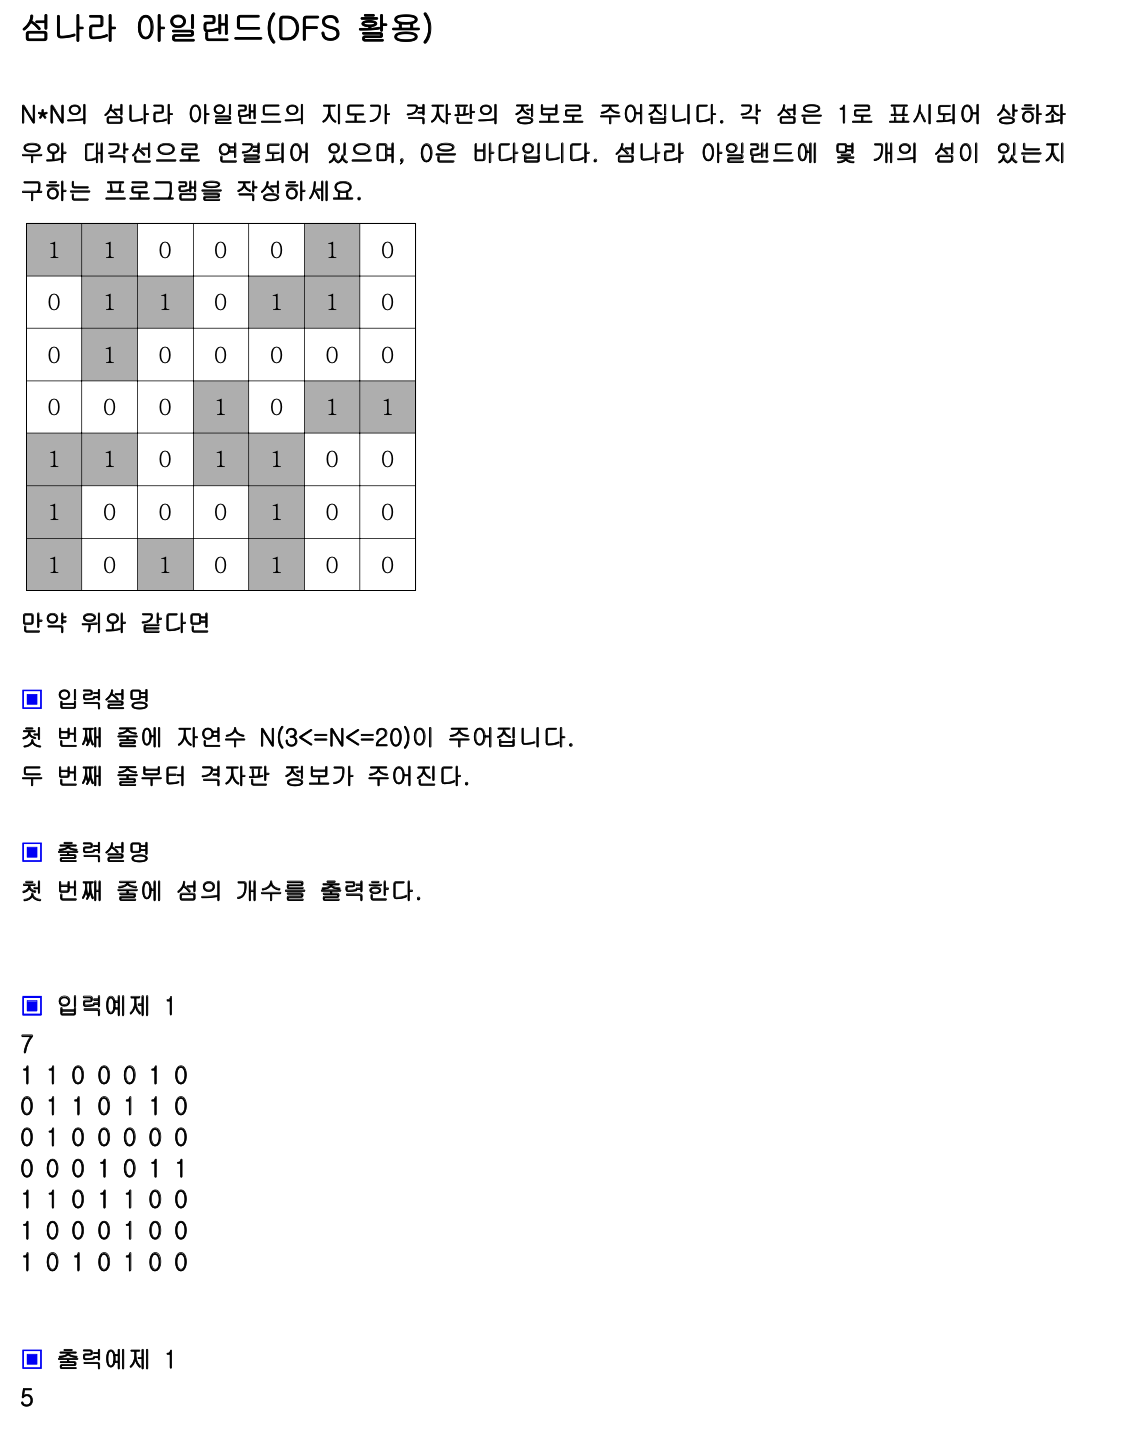 섬나라 아일랜드(DFS 활용)
N*N의 섬나라 아일랜드의 지도가 격자판의 정보로 주어집니다. 각 섬은 1로 표시되어 상하좌
우와 대각선으로 연결되어 있으며, 0은 바다입니다. 섬나라 아일랜드에 몇 개의 섬이 있는지
구하는 프로그램을 작성하세요.
1 1 0 0 0 1 0
0 1 1 0 1 1 0
0 1 0 0 0 0 0
0 0 0 1 0 1 1
1 1 0 1 1 0 0
1 0 0 0 1 0 0
1 0 1 0 1 0 0
만약 위와 같다면
▣ 입력설명
첫 번째 줄에 자연수 N(3<=N<=20)이 주어집니다.
두 번째 줄부터 격자판 정보가 주어진다.
▣ 출력설명
첫 번째 줄에 섬의 개수를 출력한다.
▣ 입력예제 1
7
1 1 0 0 0 1 0
0 1 1 0 1 1 0
0 1 0 0 0 0 0
0 0 0 1 0 1 1
1 1 0 1 1 0 0
1 0 0 0 1 0 0
1 0 1 0 1 0 0
▣ 출력예제 1
5